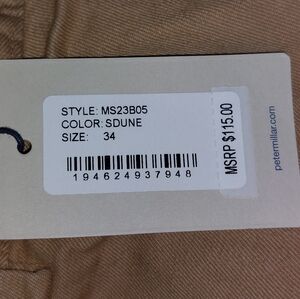 STYLE: MS23B05
COLOR: SDUNE
SIZE: 34
194624937948
MSRP $115.00
petermillar.com